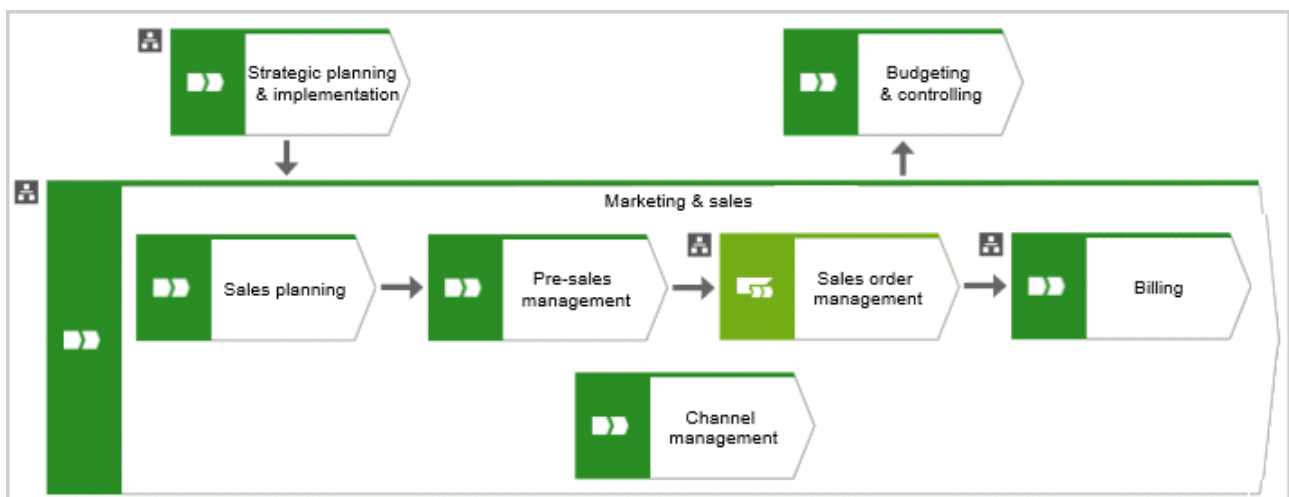 Strategic planning
& implementation
Budgeting
& controlling
Marketing & sales
Sales planning
Pre-sales
management
Sales order
management
Billing
Channel
management